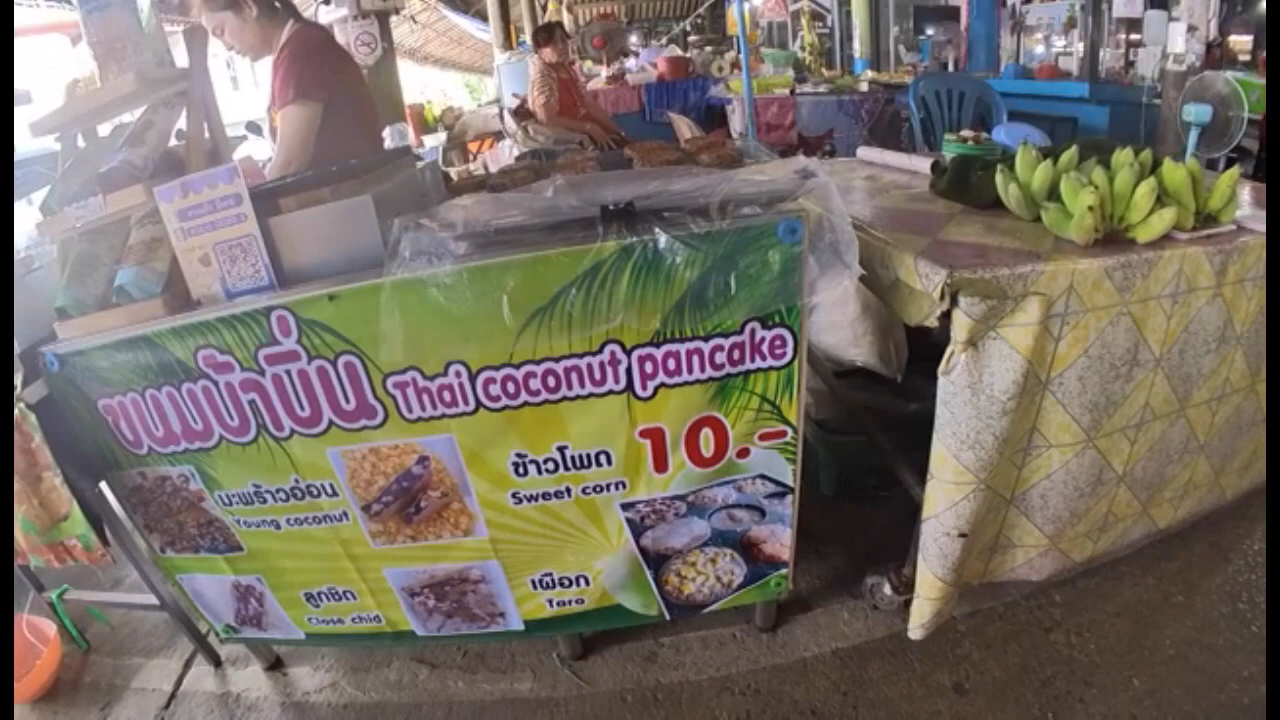 ขนมบ้าบิ่น Thai coconut pancake
มะพร้าวอ่อน
Young coconut
ข้าวโพด 10.-
Sweet corn
ลูกชิด
Close chid
เผือก
Taro